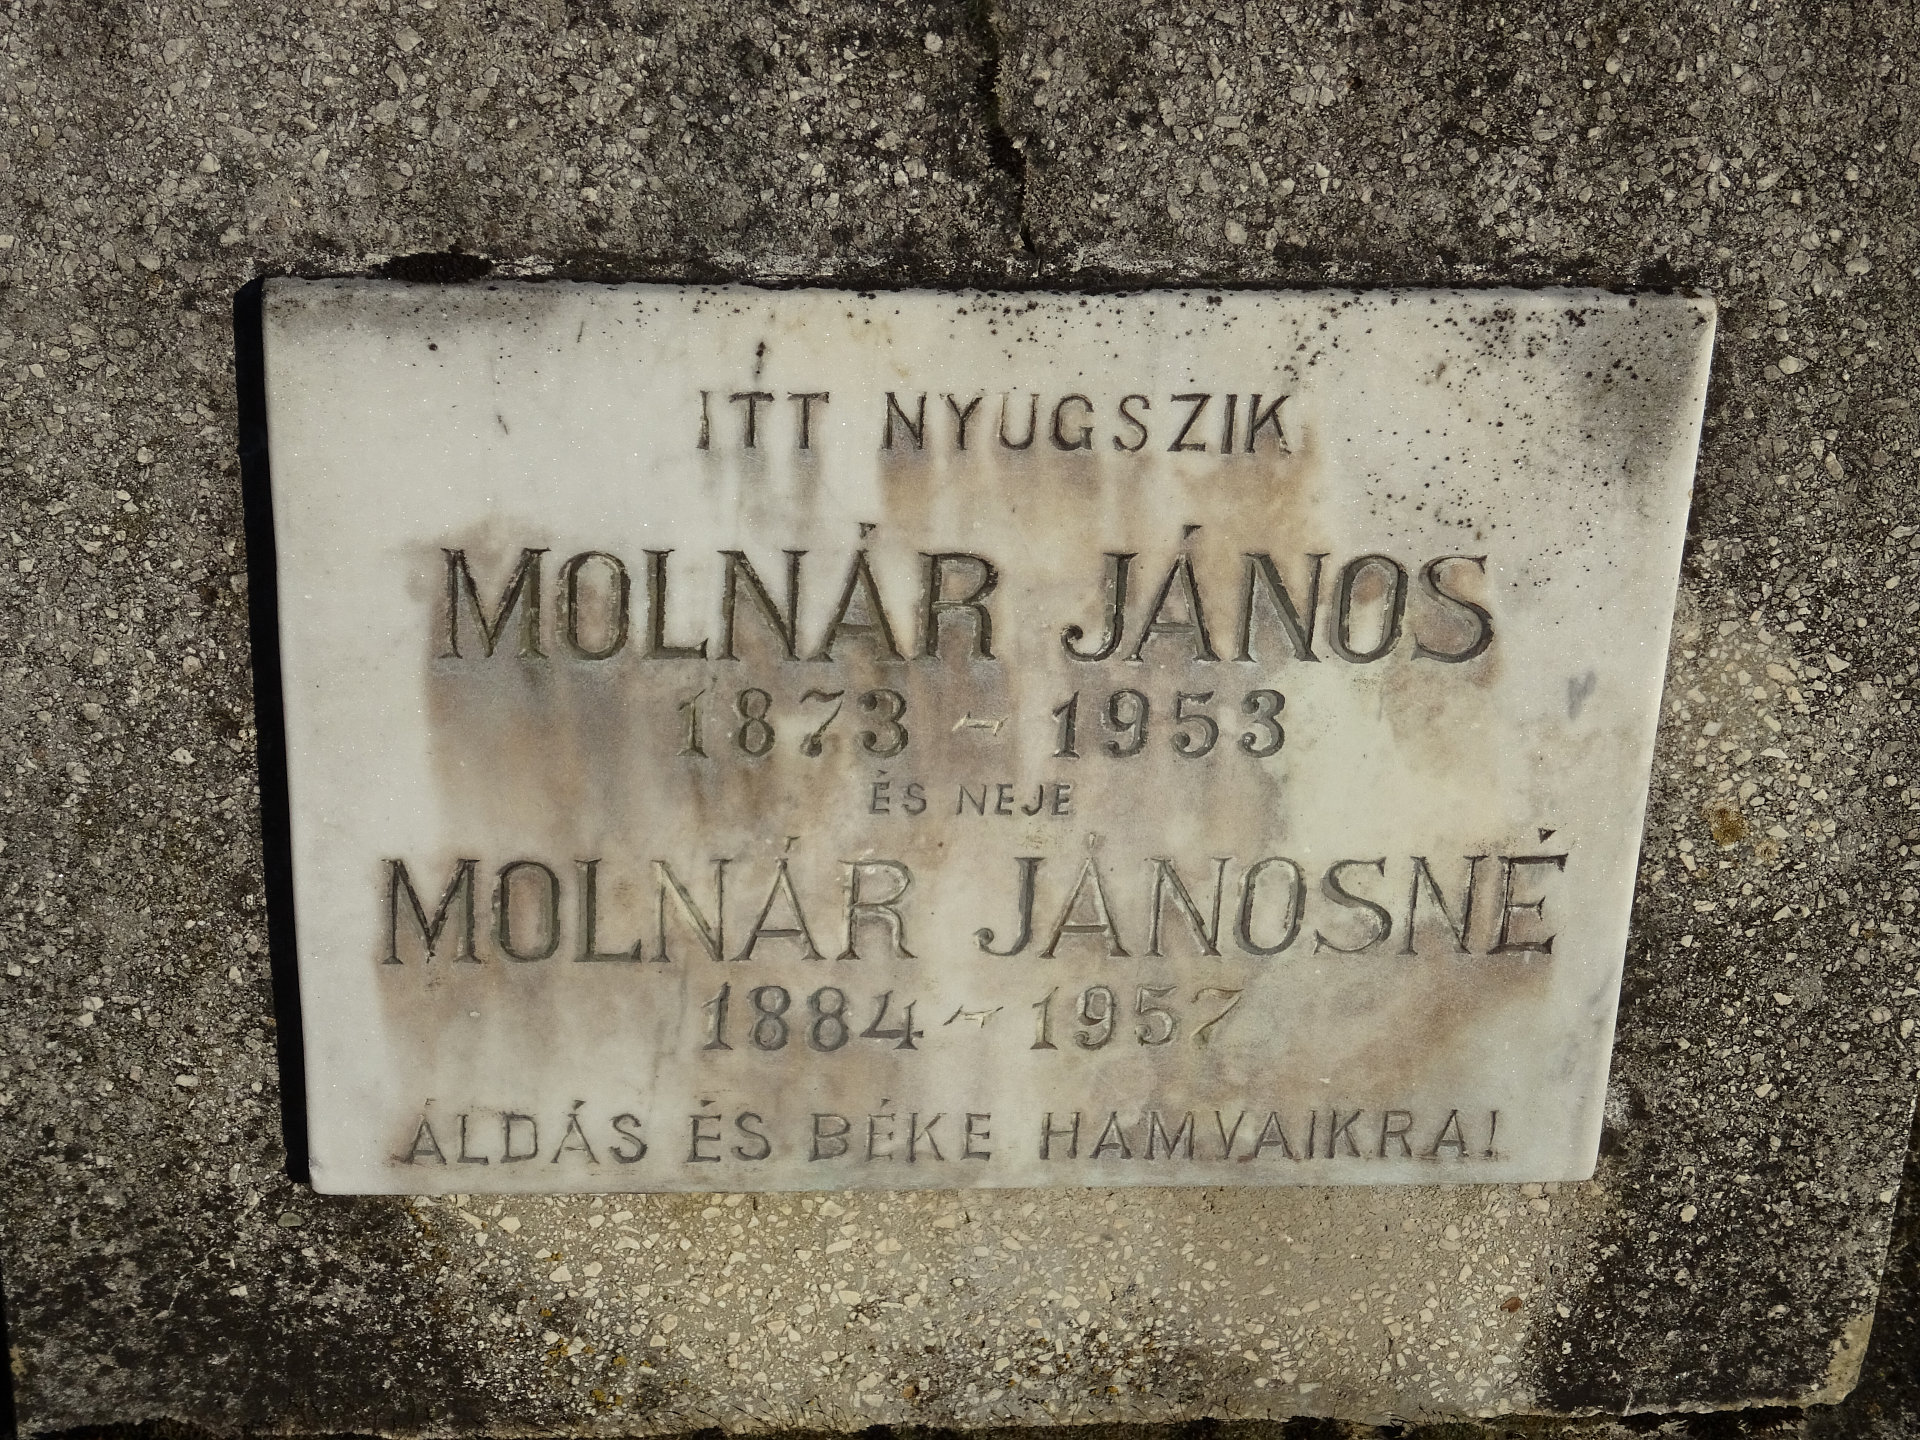 ITT NYUGSZIK
MOLNÁR JÁNOS
1873 - 1953
ÉS NEJE
MOLNÁR JÁNOSNÉ
1884 - 1957
ÁLDÁS ÉS BÉKE HAMVAIKRA!